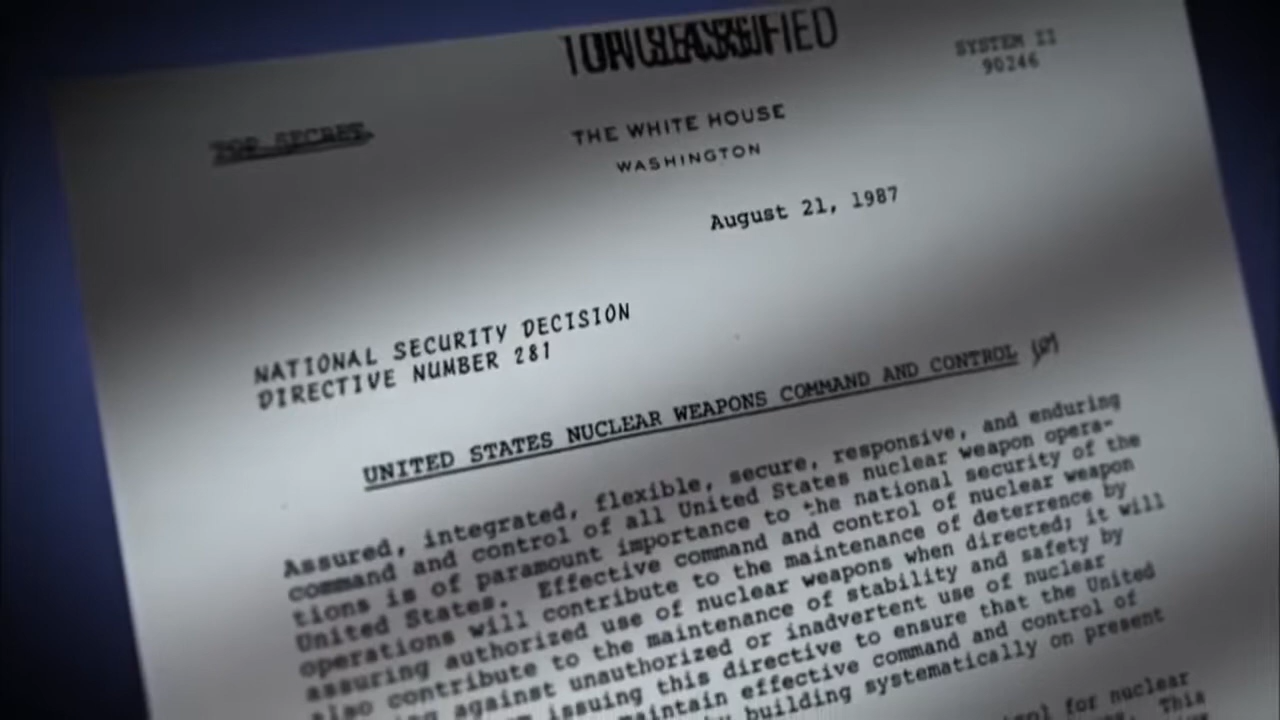 UNCLASSIFIED
SYSTEM II
90246
TOP SECRET
THE WHITE HOUSE
WASHINGTON
August 21, 1987
NATIONAL SECURITY DECISION
DIRECTIVE NUMBER 281
UNITED STATES NUCLEAR WEAPONS COMMAND AND CONTROL
Assured, integrated, flexible, secure, responsive, and enduring
command and control of all United States nuclear weapon opera-
tions is of paramount importance to the national security of the
United States. Effective command and control of nuclear weapon
operations will contribute to the maintenance of deterrence by
assuring authorized use of nuclear weapons when directed; it will
also contribute to the maintenance of stability and safety by
against unauthorized or inadvertent use of nuclear
issuing this directive to ensure that the United
maintain effective command and control of
building systematically on present
for nuclear
This